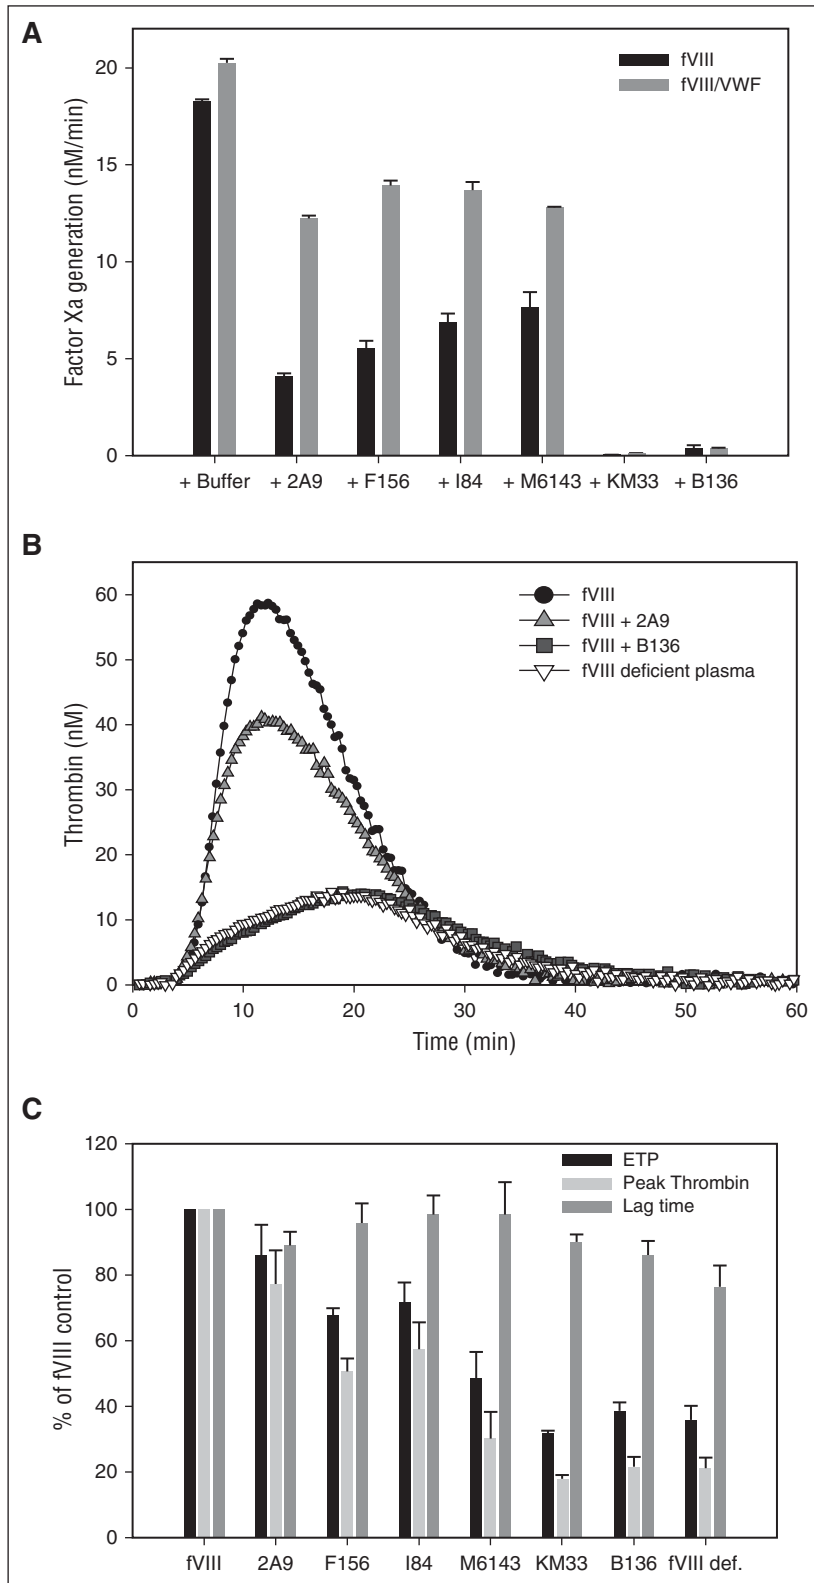 A
Factor Xa generation (nM/min)
20
15
10
5
0
fVIII
fVIII/VWF
+ Buffer + 2A9 + F156 + I84 + M6143 + KM33 + B136
B
Thrombin (nM)
60
50
40
30
20
10
0
fVIII
fVIII + 2A9
fVIII + B136
fVIII deficient plasma
0 10 20 30 40 50 60
Time (min)
C
% of fVIII control
120
100
80
60
40
20
0
ETP
Peak Thrombin
Lag time
fVIII 2A9 F156 I84 M6143 KM33 B136 fVIII def.